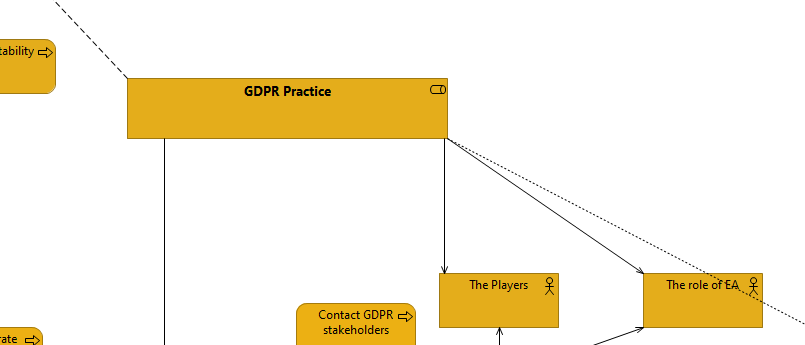 tability
GDPR Practice
The Players
The role of EA
Contact GDPR
stakeholders
rate